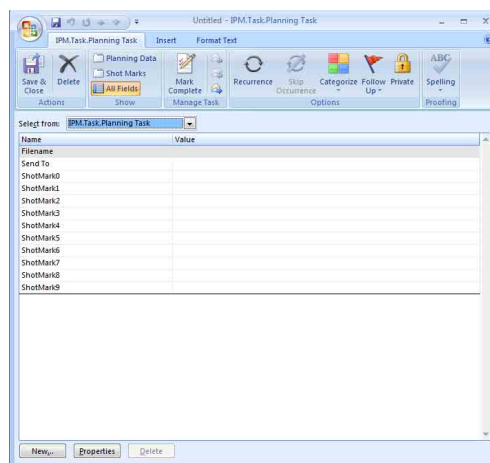 Untitled - IPM.Task.Planning Task
IPM.Task.Planning Task Insert Format Text
Save & Close
Delete
Actions
Planning Data
Shot Marks
All Fields
Show
Mark Complete
Manage Task
Recurrence
Skip Occurrence
Categorize
Follow Up
Private
Options
ABC
Spelling
Proofing
Select from: IPM.Task.Planning Task
Name Value
Filename
Send To
ShotMark0
ShotMark1
ShotMark2
ShotMark3
ShotMark4
ShotMark5
ShotMark6
ShotMark7
ShotMark8
ShotMark9
New... Properties Delete